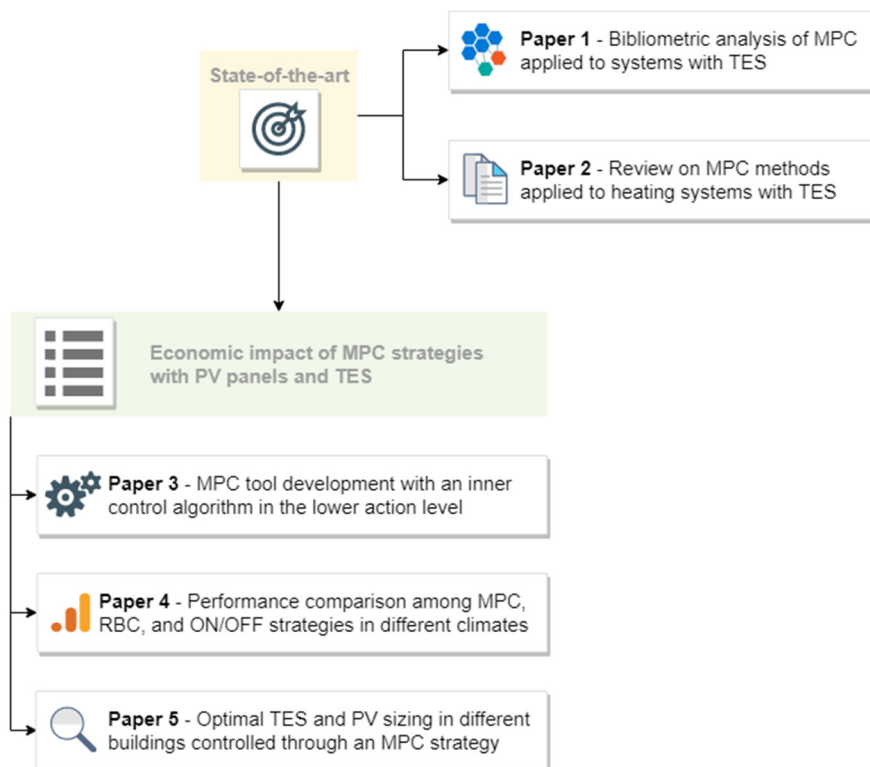 State-of-the-art
Paper 1 - Bibliometric analysis of MPC
applied to systems with TES
Paper 2 - Review on MPC methods
applied to heating systems with TES
Economic impact of MPC strategies
with PV panels and TES
Paper 3 - MPC tool development with an inner
control algorithm in the lower action level
Paper 4 - Performance comparison among MPC,
RBC, and ON/OFF strategies in different climates
Paper 5 - Optimal TES and PV sizing in different
buildings controlled through an MPC strategy